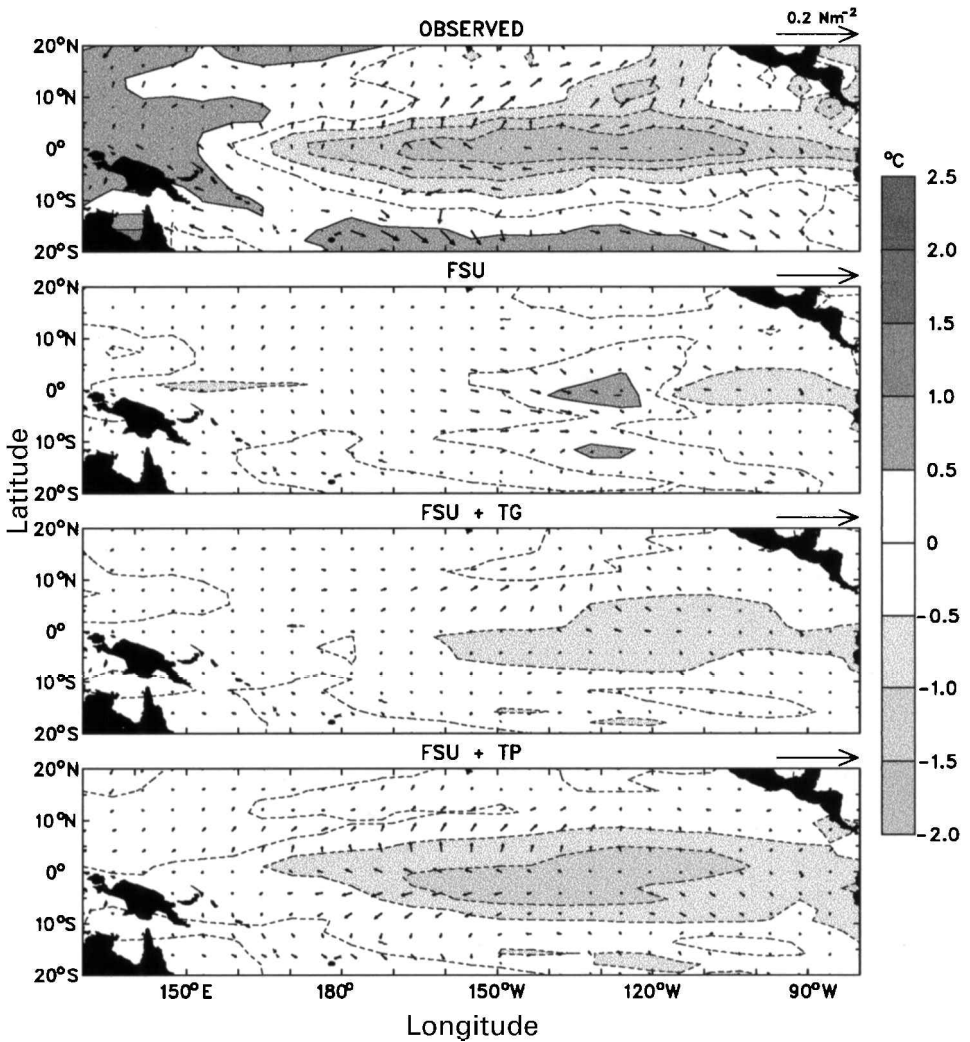 OBSERVED
0.2 Nm-2
20°N
10°N
0°
10°S
20°S
FSU
20°N
10°N
0°
10°S
20°S
FSU + TG
20°N
10°N
0°
10°S
20°S
FSU + TP
20°N
10°N
0°
10°S
20°S
150°E
180°
150°W
120°W
90°W
Longitude
Latitude
°C
2.5
2.0
1.5
1.0
0.5
0
-0.5
-1.0
-1.5
-2.0